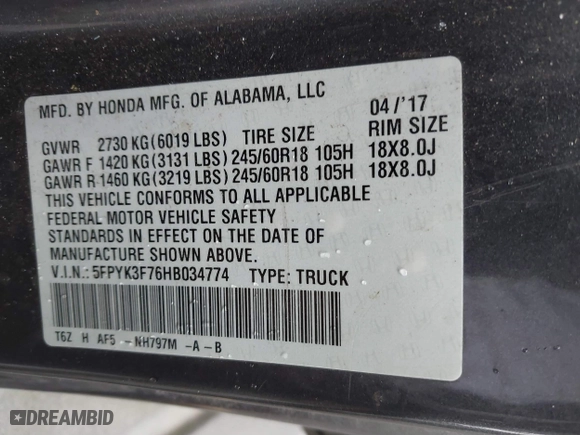 MFD. BY HONDA MFG. OF ALABAMA, LLC
04 /'17
GVWR 2730 KG(6019 LBS) TIRE SIZE RIM SIZE
GAWR F 1420 KG(3131 LBS) 245/60R18 105H 18X8.0J
GAWR R 1460 KG(3219 LBS) 245/60R18 105H 18X8.0J
THIS VEHICLE CONFORMS TO ALL APPLICABLE
FEDERAL MOTOR VEHICLE SAFETY
STANDARDS IN EFFECT ON THE DATE OF
MANUFACTURE SHOWN ABOVE.
V.I.N.: 5FPYK3F76HB034774 TYPE: TRUCK
T6Z H AF5 -NH797M -A-B
DREAMBID